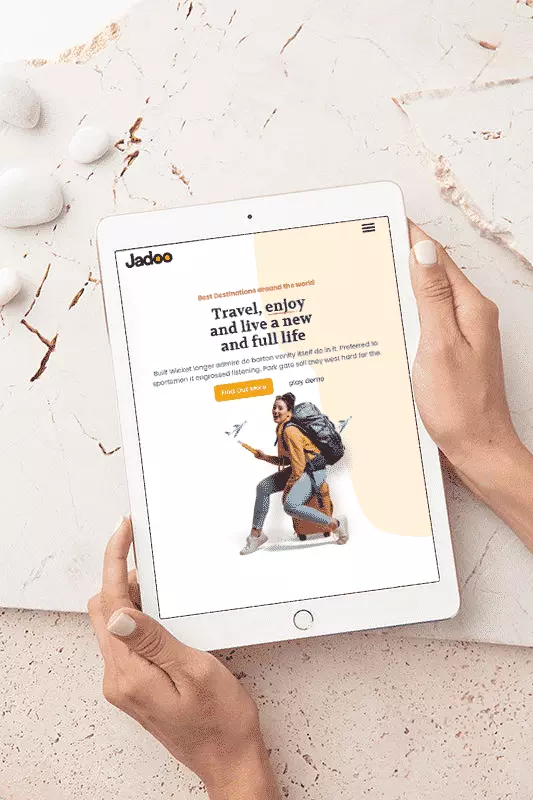 Jadoo
Best Destinations around the world
Travel, enjoy
and live a new
and full life
Built Wicket longer admire do barton vanity itself do in it. Preferred to
sportsmen it engrossed listening. Park gate sell they west hard for the.
Find Out More
play demo